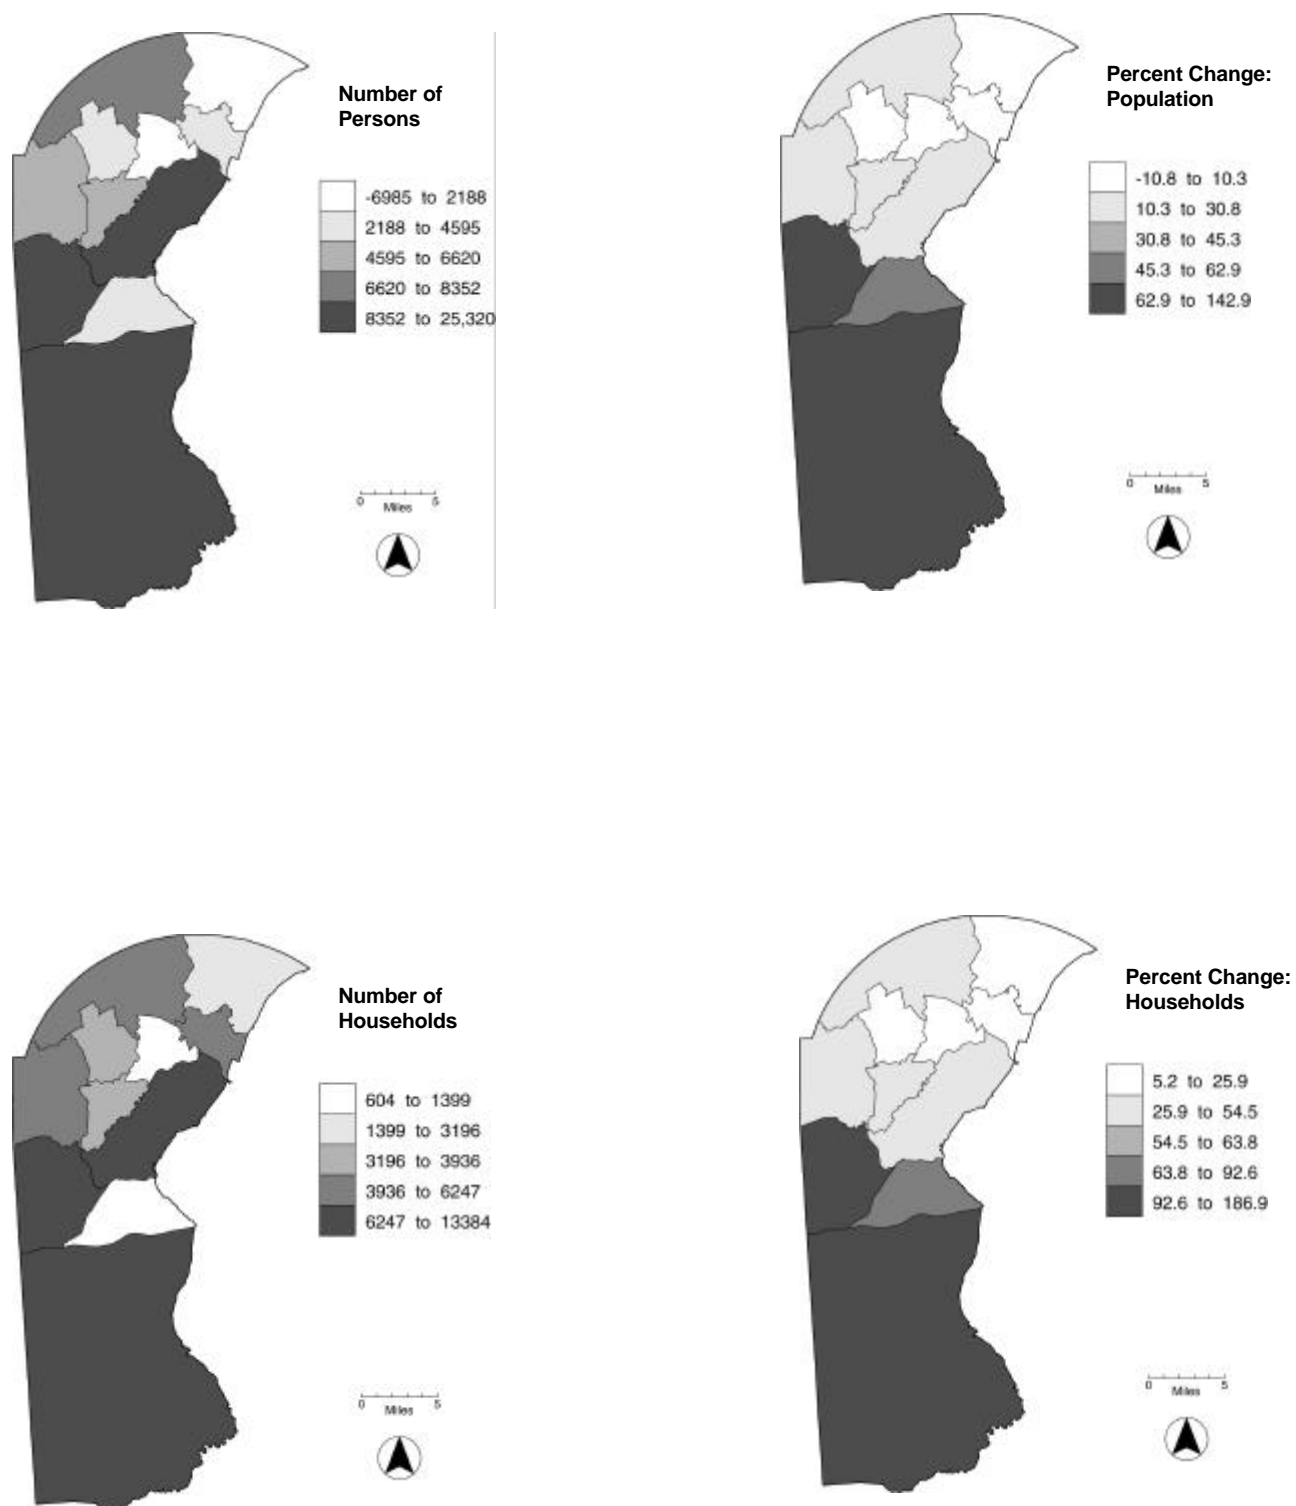 Number of
Persons
-6985 to 2188
2188 to 4595
4595 to 6620
6620 to 8352
8352 to 25,320
0 5
Miles
Percent Change:
Population
-10.8 to 10.3
10.3 to 30.8
30.8 to 45.3
45.3 to 62.9
62.9 to 142.9
0 5
Miles
Number of
Households
604 to 1399
1399 to 3196
3196 to 3936
3936 to 6247
6247 to 13384
0 5
Miles
Percent Change:
Households
5.2 to 25.9
25.9 to 54.5
54.5 to 63.8
63.8 to 92.6
92.6 to 186.9
0 5
Miles